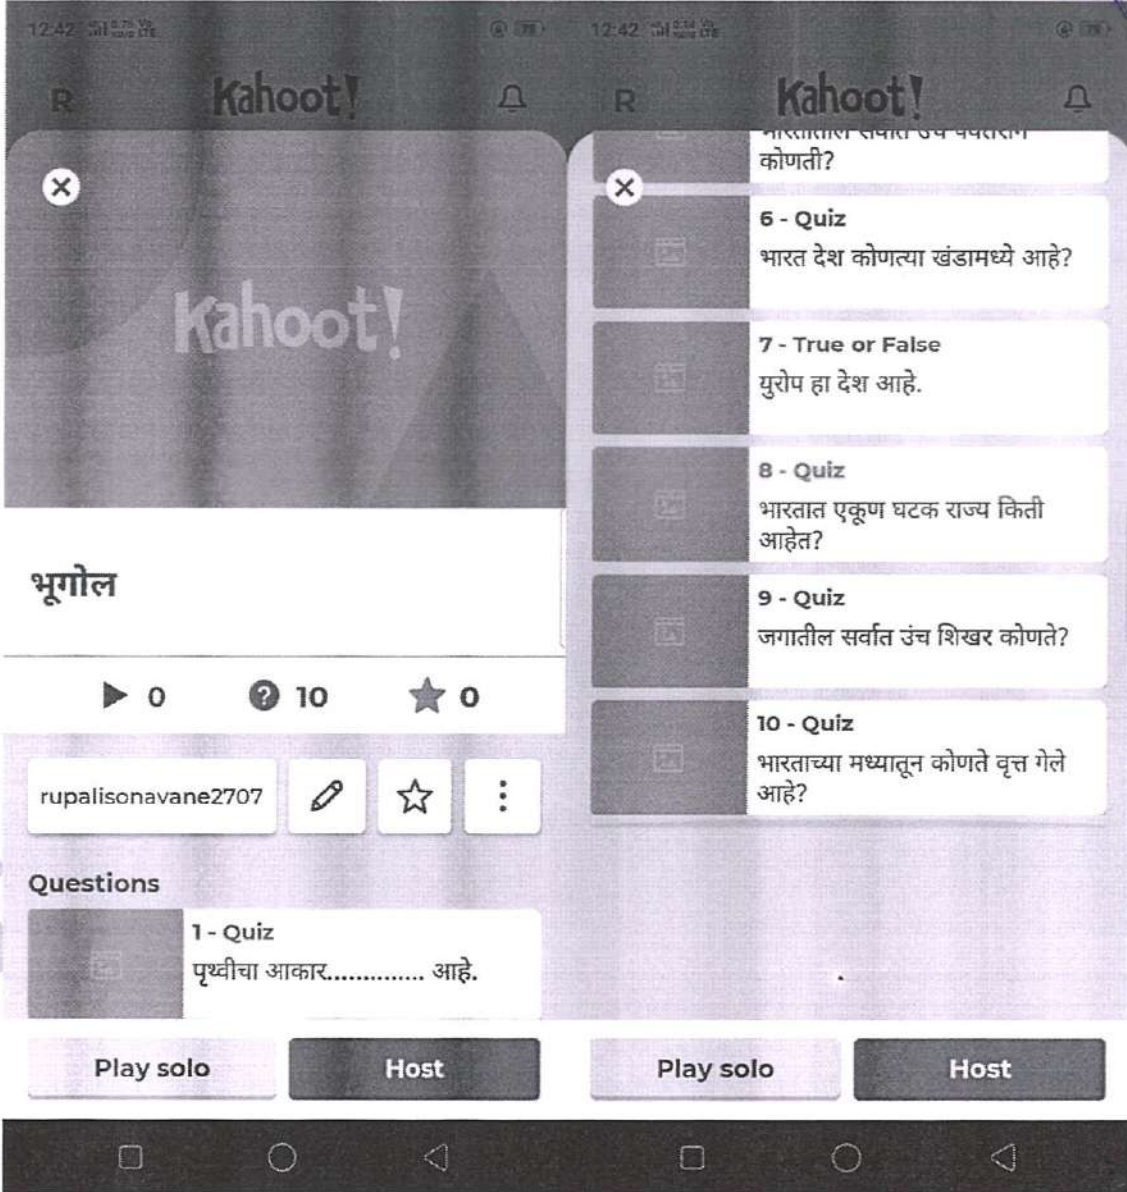 12:42
R
Kahoot!
Kahoot!
भूगोल
0
10
0
rupalisonavane2707
Questions
1 - Quiz
पृथ्वीचा आकार.............. आहे.
Play solo
Host
12:42
R
Kahoot!
कोणती?
6 - Quiz
भारत देश कोणत्या खंडामध्ये आहे?
7 - True or False
युरोप हा देश आहे.
8 - Quiz
भारतात एकूण घटक राज्य किती
आहेत?
9 - Quiz
जगातील सर्वात उंच शिखर कोणते?
10 - Quiz
भारताच्या मध्यातून कोणते वृत्त गेले
आहे?
Play solo
Host